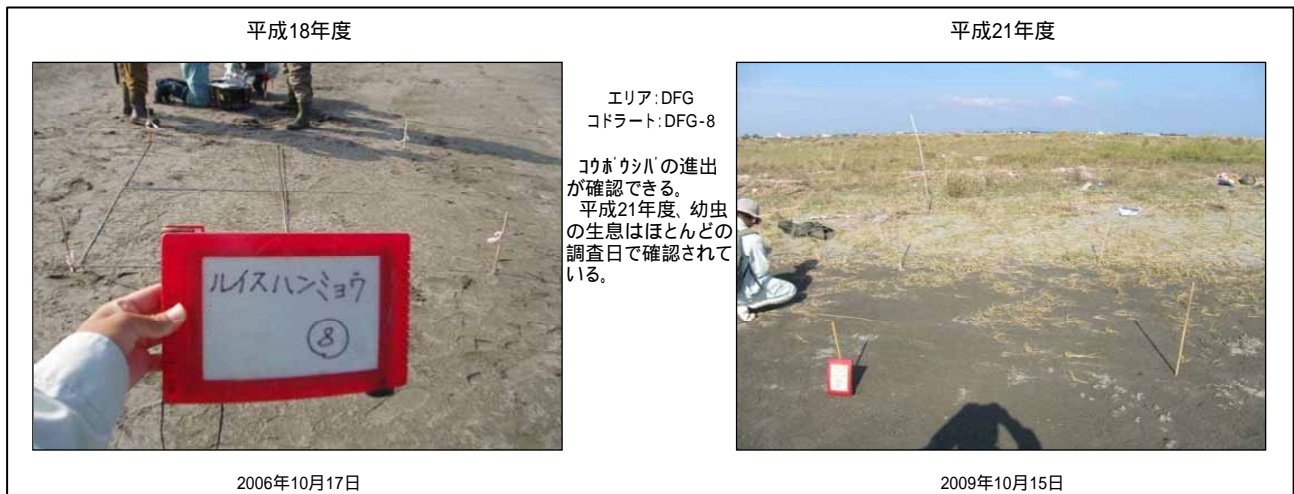 平成18年度
平成21年度
エリア:DFG
コドラート:DFG-8
コウボウシバの進出
が確認できる。
平成21年度、幼虫
の生息はほとんどの
調査日で確認されて
いる。
ルイスハンミョウ
8
2006年10月17日
2009年10月15日